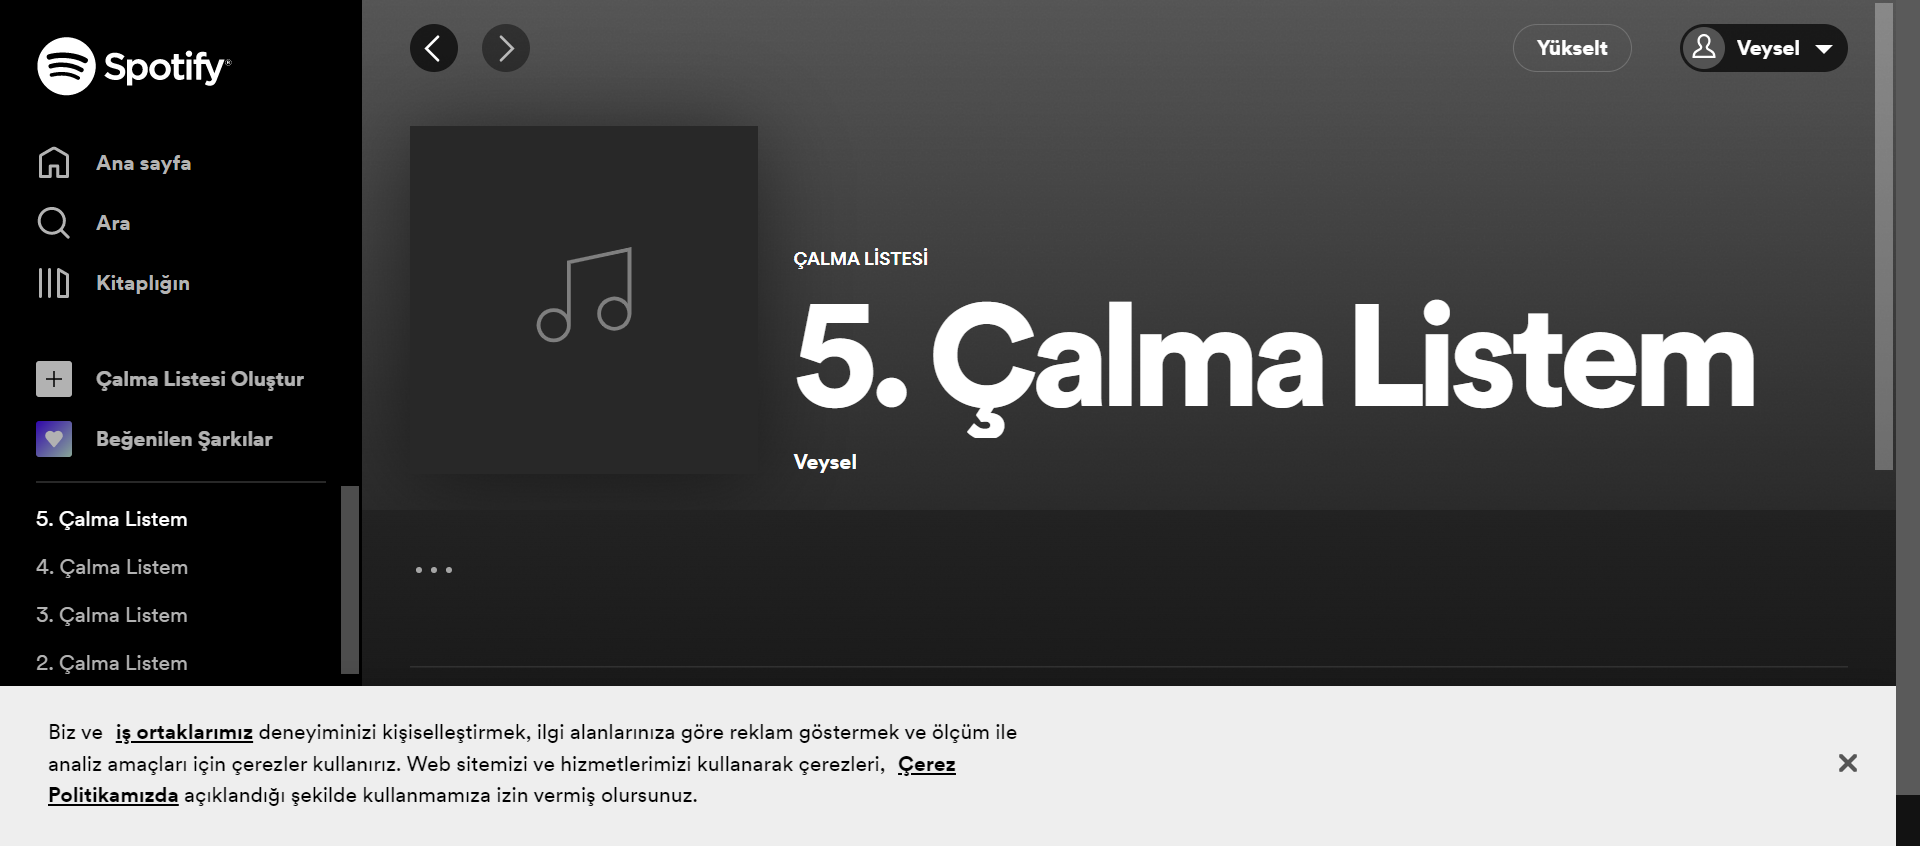 Spotify®
Ana sayfa
Ara
Kitaplığın
Çalma Listesi Oluştur
Beğenilen Şarkılar
5. Çalma Listem
4. Çalma Listem
3. Çalma Listem
2. Çalma Listem
Yükselt
Veysel
ÇALMA LİSTESİ
5. Çalma Listem
Veysel
Biz ve iş ortaklarımız deneyiminizi kişiselleştirmek, ilgi alanlarınıza göre reklam göstermek ve ölçüm ile
analiz amaçları için çerezler kullanırız. Web sitemizi ve hizmetlerimizi kullanarak çerezleri, Çerez
Politikamızda açıklandığı şekilde kullanmamıza izin vermiş olursunuz.